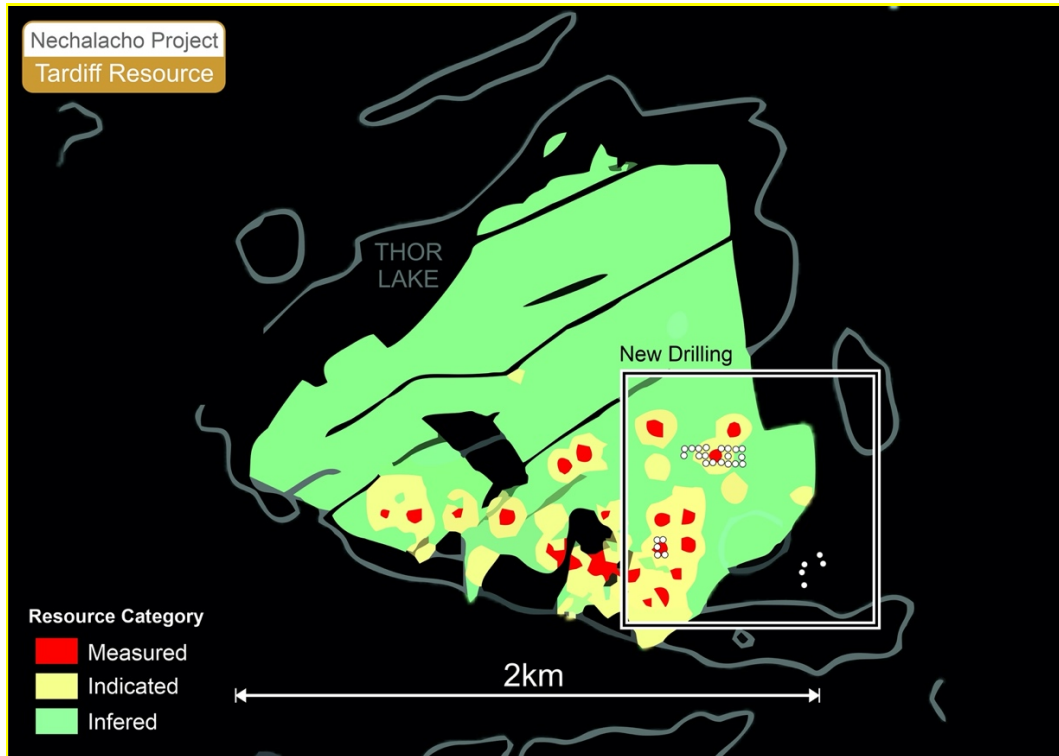 Nechalacho Project
Tardiff Resource
THOR
LAKE
New Drilling
Resource Category
Measured
Indicated
Infered
2km